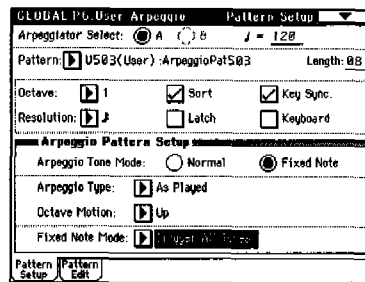 GLOBAL P6.User Arpeggio Pattern Setup
Arpeggiator Select: A B ♩ = 120
Pattern: U503(User) :ArpegioPat503 Length: 08
Octave: 1 Sort Key Sync.
Resolution: ♪ Latch Keyboard
Arpeggio Pattern Setup
Arpeggio Tone Mode: Normal Fixed Note
Arpeggio Type: As Played
Octave Motion: Up
Fixed Note Mode:
Pattern Setup Pattern Edit